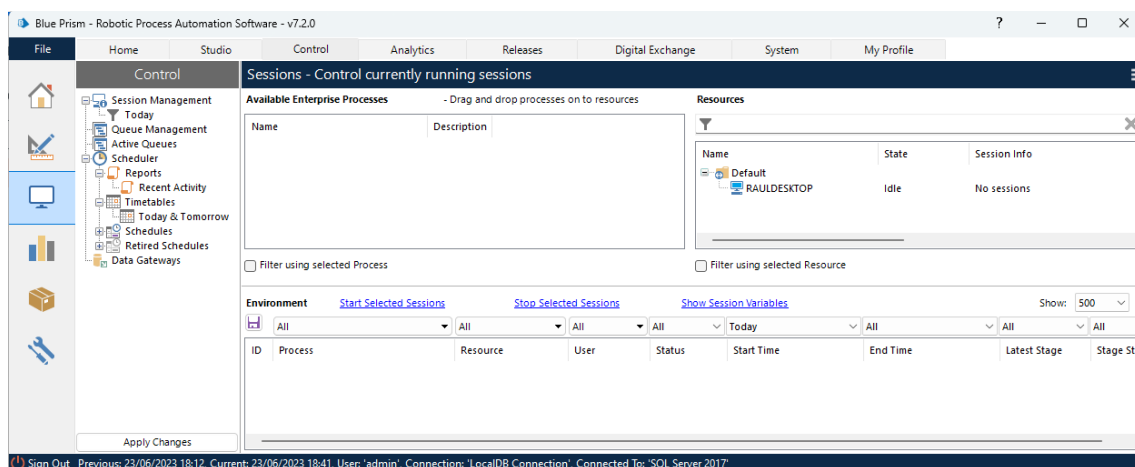 Blue Prism - Robotic Process Automation Software - v7.2.0
File Home Studio Control Analytics Releases Digital Exchange System My Profile
Control
Sessions - Control currently running sessions
Session Management
Today
Queue Management
Active Queues
Scheduler
Reports
Recent Activity
Timetables
Today & Tomorrow
Schedules
Retired Schedules
Data Gateways
Apply Changes
Available Enterprise Processes - Drag and drop processes on to resources
Name Description
Filter using selected Process
Resources
Name State Session Info
Default
RAULDESKTOP Idle No sessions
Filter using selected Resource
Environment Start Selected Sessions Stop Selected Sessions Show Session Variables Show: 500
All All All All Today All All All
ID Process Resource User Status Start Time End Time Latest Stage Stage St
Sign Out Previous: 23/06/2023 18:12, Current: 23/06/2023 18:41, User: 'admin', Connection: 'LocalDB Connection', Connected To: 'SQL Server 2017'